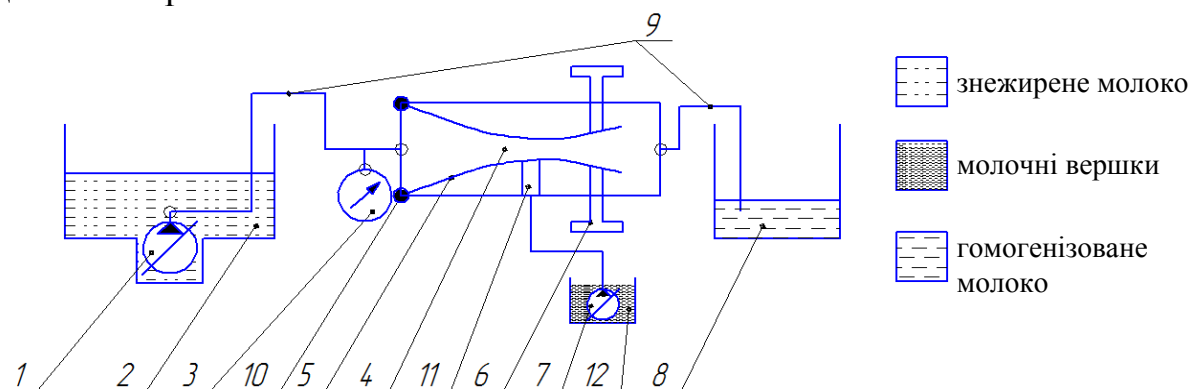 9
знежирене молоко
молочні вершки
гомогенізоване
молоко
1 2 3 10 5 4 11 6 7 12 8